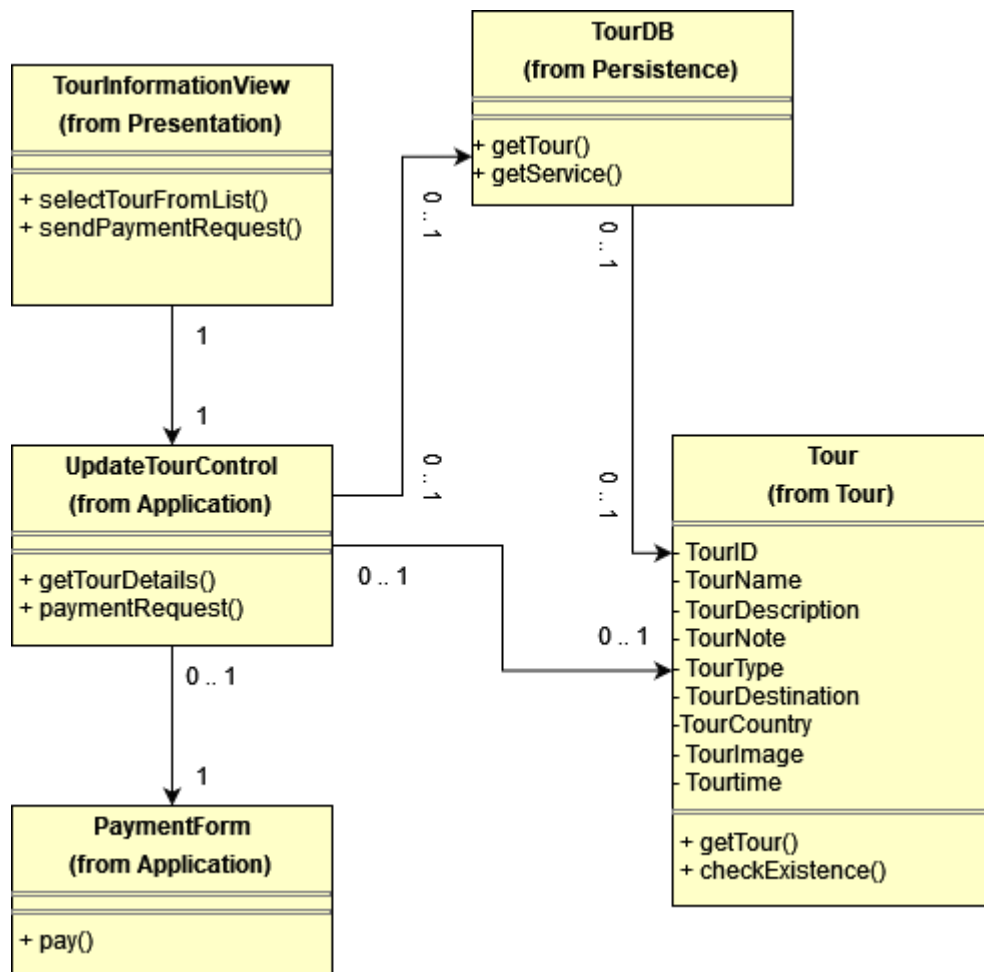 TourDB
(from Persistence)
+ getTour()
+ getService()
TourInformationView
(from Presentation)
+ selectTourFromList()
+ sendPaymentRequest()
0 .. 1
0 .. 1
1
1
0 .. 1
0 .. 1
UpdateTourControl
(from Application)
+ getTourDetails()
+ paymentRequest()
0 .. 1
0 .. 1
Tour
(from Tour)
- TourID
- TourName
- TourDescription
- TourNote
- TourType
- TourDestination
-TourCountry
- TourImage
- Tourtime
+ getTour()
+ checkExistence()
0 .. 1
1
PaymentForm
(from Application)
+ pay()